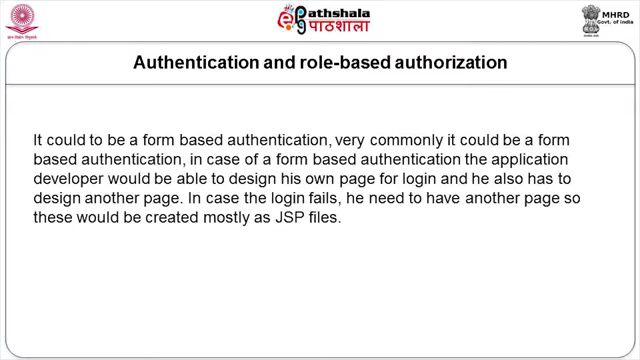 Pathshala
पाठशाला
MHRD
Govt. of India
Authentication and role-based authorization
It could to be a form based authentication, very commonly it could be a form
based authentication, in case of a form based authentication the application
developer would be able to design his own page for login and he also has to
design another page. In case the login fails, he need to have another page so
these would be created mostly as JSP files.